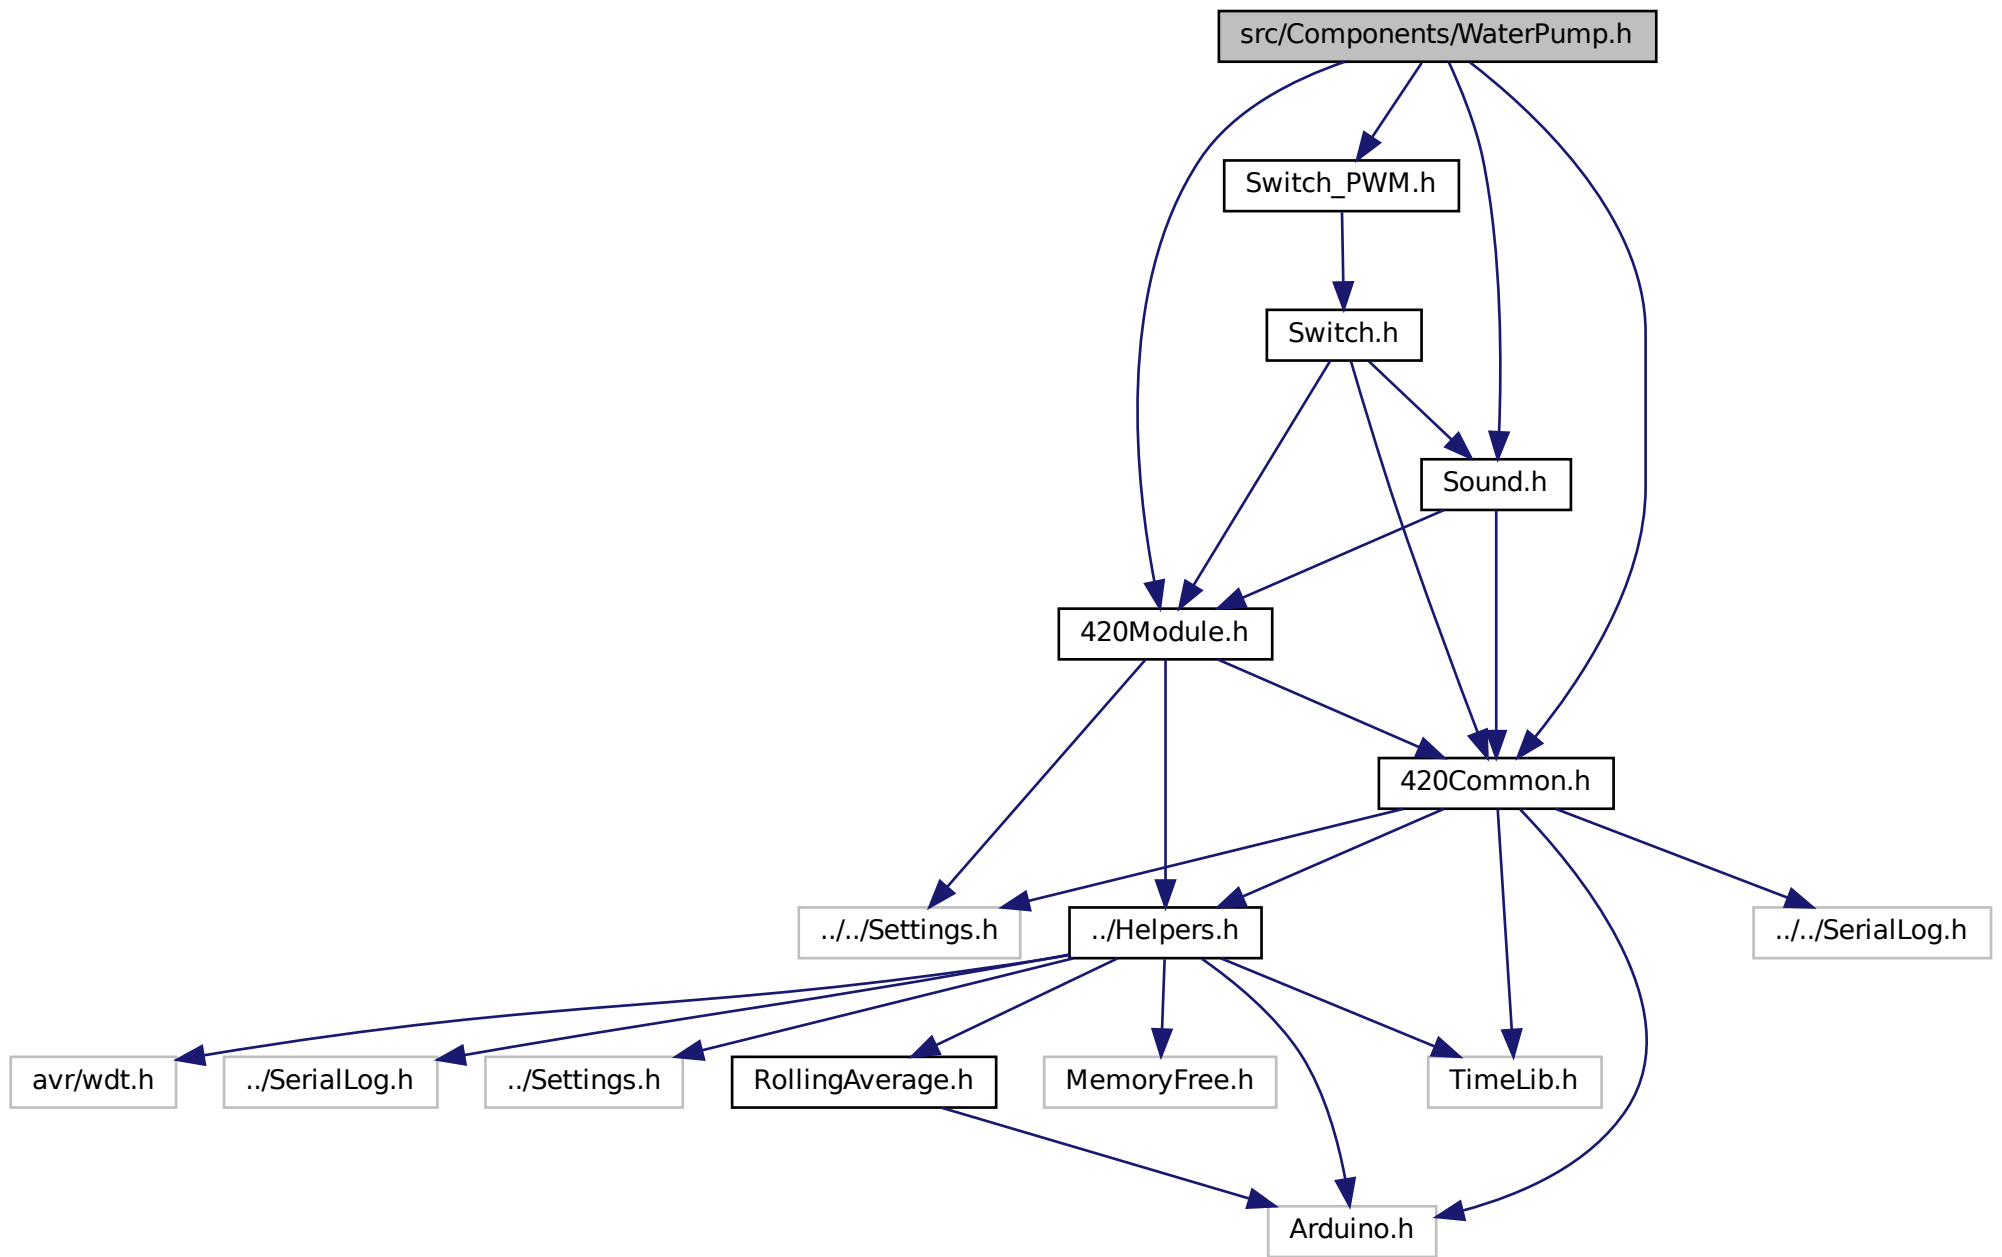 src/Components/WaterPump.h
Switch_PWM.h
Switch.h
Sound.h
420Module.h
420Common.h
../../Settings.h
../Helpers.h
../../SerialLog.h
avr/wdt.h
../SerialLog.h
../Settings.h
RollingAverage.h
MemoryFree.h
TimeLib.h
Arduino.h